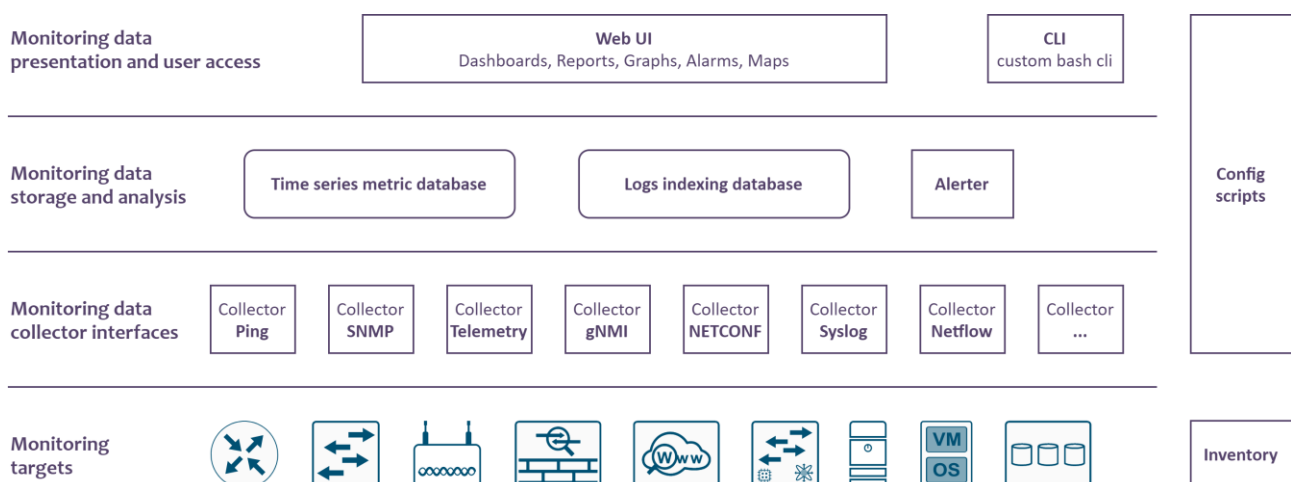 Monitoring data
presentation and user access
Web UI
Dashboards, Reports, Graphs, Alarms, Maps
CLI
custom bash cli
Monitoring data
storage and analysis
Time series metric database
Logs indexing database
Alerter
Config
scripts
Monitoring data
collector interfaces
Collector
Ping
Collector
SNMP
Collector
Telemetry
Collector
gNMI
Collector
NETCONF
Collector
Syslog
Collector
Netflow
Collector
...
Monitoring
targets
Www
VM
OS
Inventory